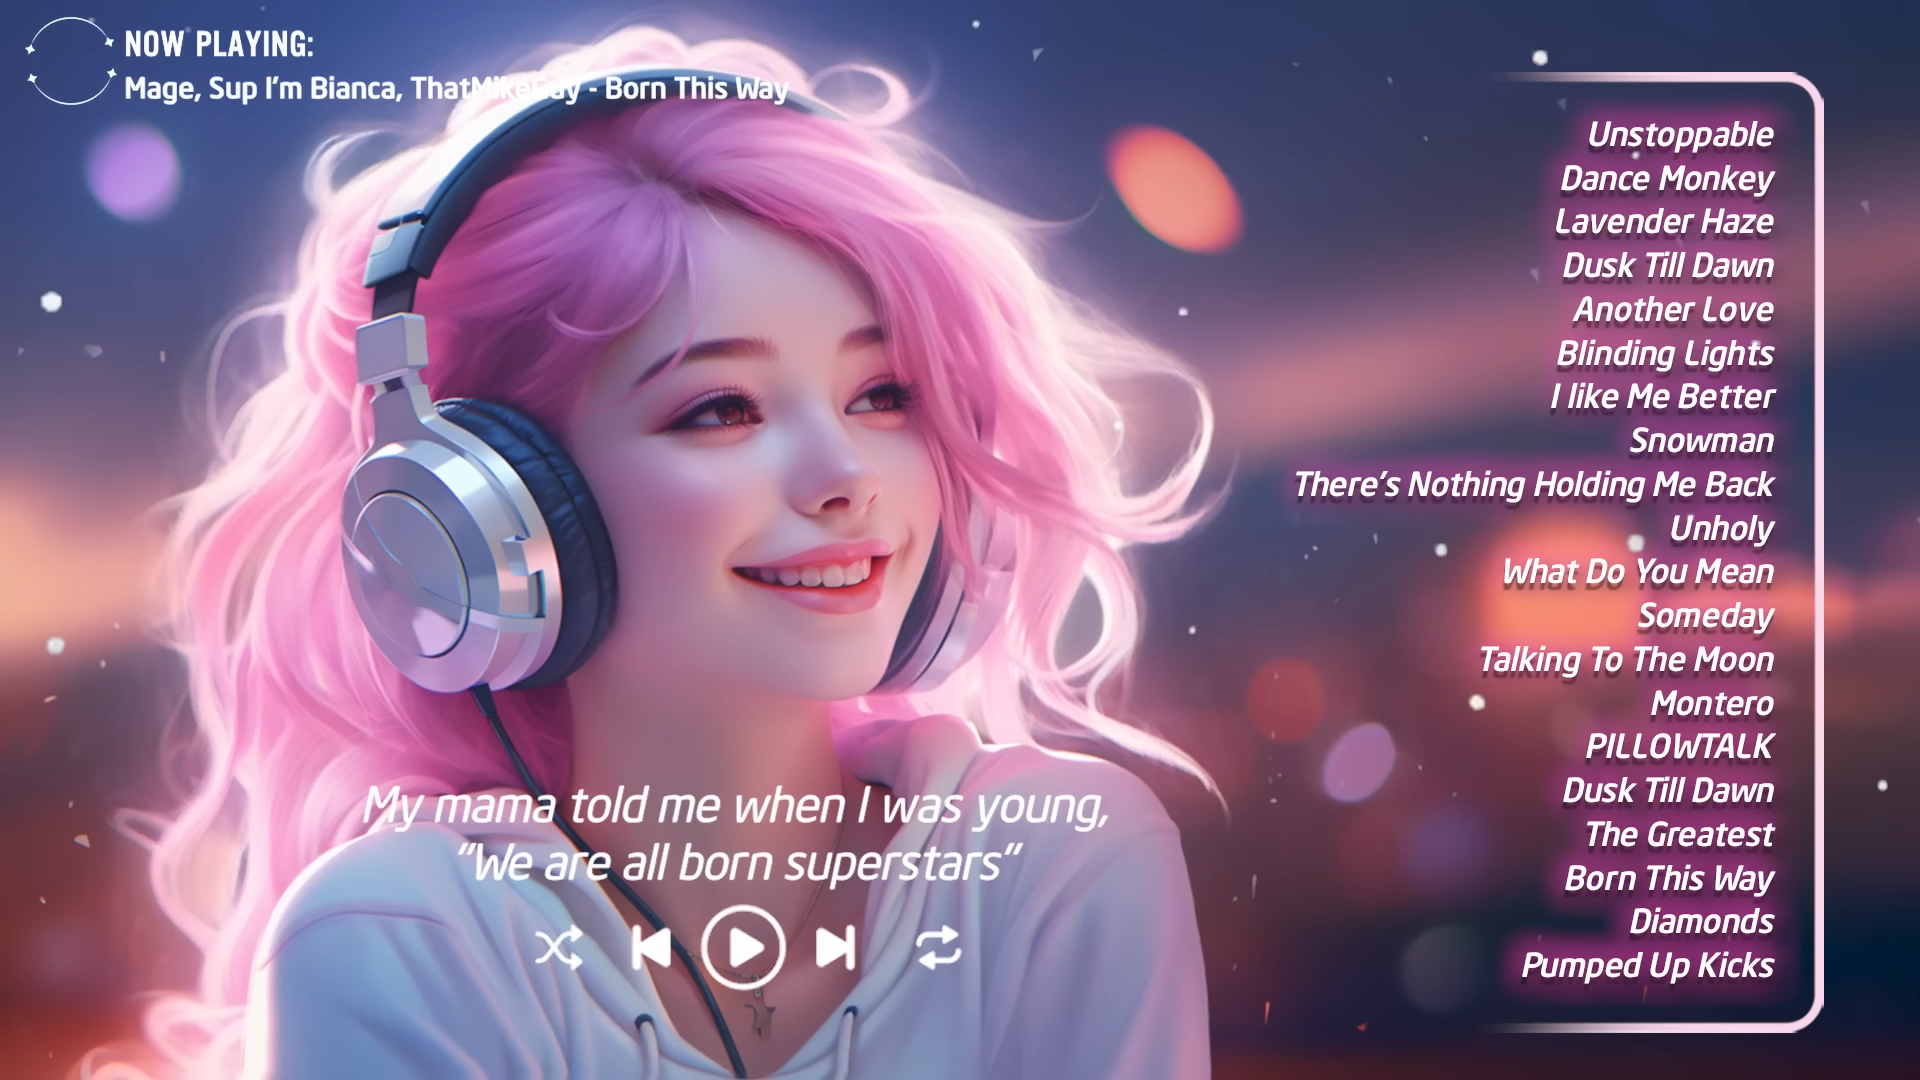 NOW PLAYING:
Mage, Sup I'm Bianca, ThatMikeGuy - Born This Way
Unstoppable
Dance Monkey
Lavender Haze
Dusk Till Dawn
Another Love
Blinding Lights
I like Me Better
Snowman
There's Nothing Holding Me Back
Unholy
What Do You Mean
Someday
Talking To The Moon
Montero
PILLOWTALK
Dusk Till Dawn
The Greatest
Born This Way
Diamonds
Pumped Up Kicks
My mama told me when I was young,
"We are all born superstars"